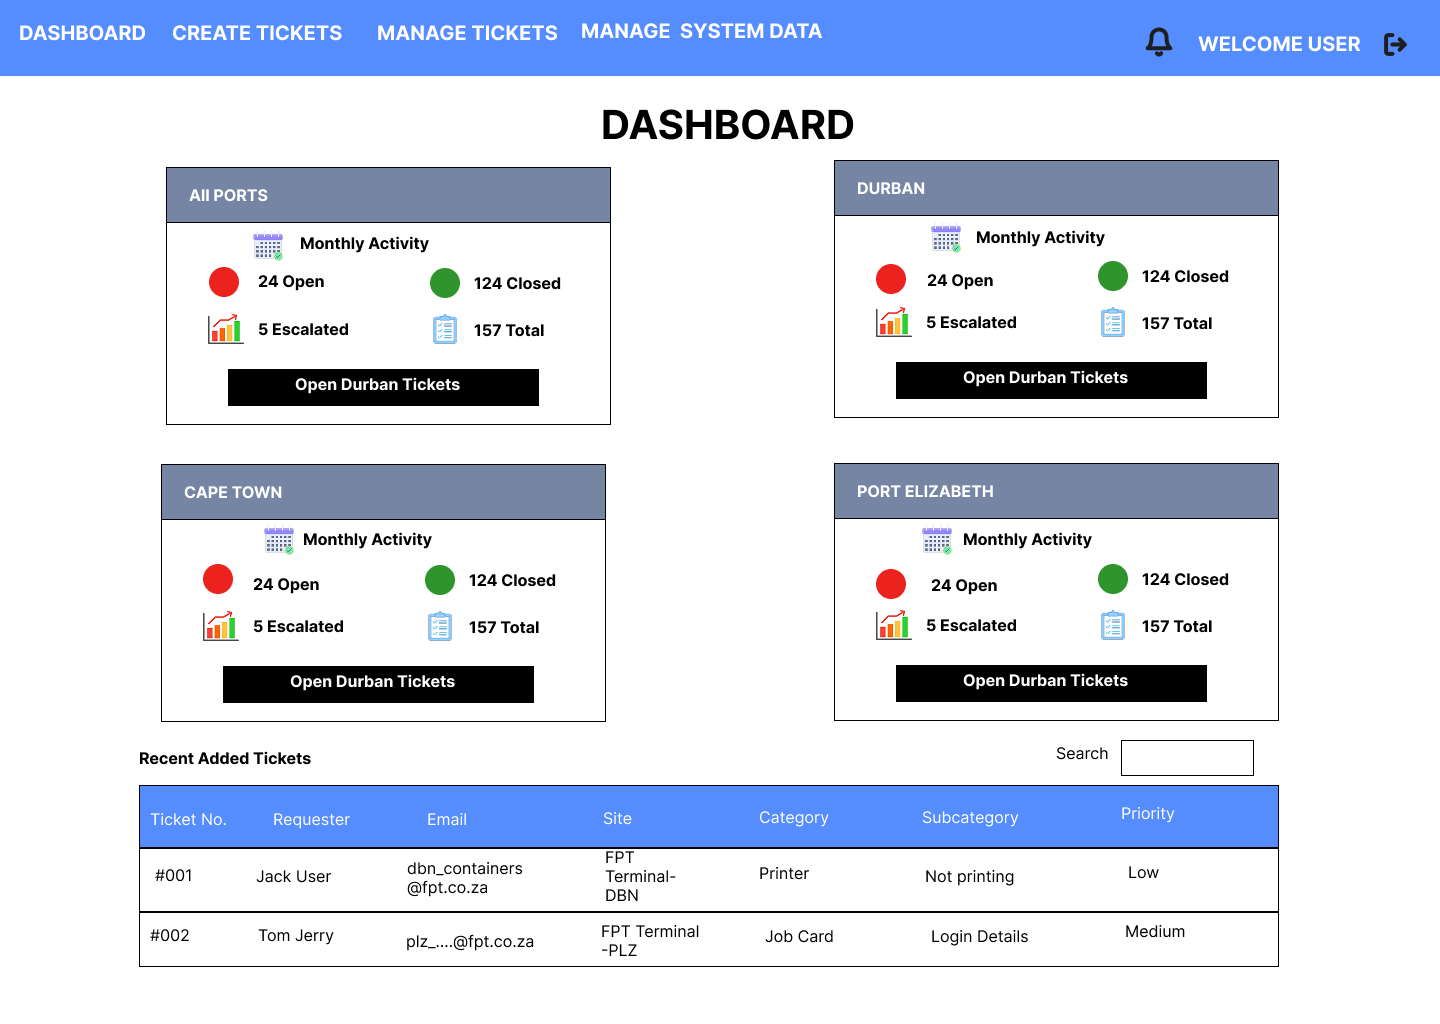 DASHBOARD CREATE TICKETS MANAGE TICKETS MANAGE SYSTEM DATA WELCOME USER
DASHBOARD
All PORTS
Monthly Activity
24 Open 124 Closed
5 Escalated 157 Total
Open Durban Tickets
DURBAN
Monthly Activity
24 Open 124 Closed
5 Escalated 157 Total
Open Durban Tickets
CAPE TOWN
Monthly Activity
24 Open 124 Closed
5 Escalated 157 Total
Open Durban Tickets
PORT ELIZABETH
Monthly Activity
24 Open 124 Closed
5 Escalated 157 Total
Open Durban Tickets
Recent Added Tickets Search
Ticket No. Requester Email Site Category Subcategory Priority
#001 Jack User dbn_containers
@fpt.co.za FPT
Terminal-
DBN Printer Not printing Low
#002 Tom Jerry plz_....@fpt.co.za FPT Terminal
-PLZ Job Card Login Details Medium